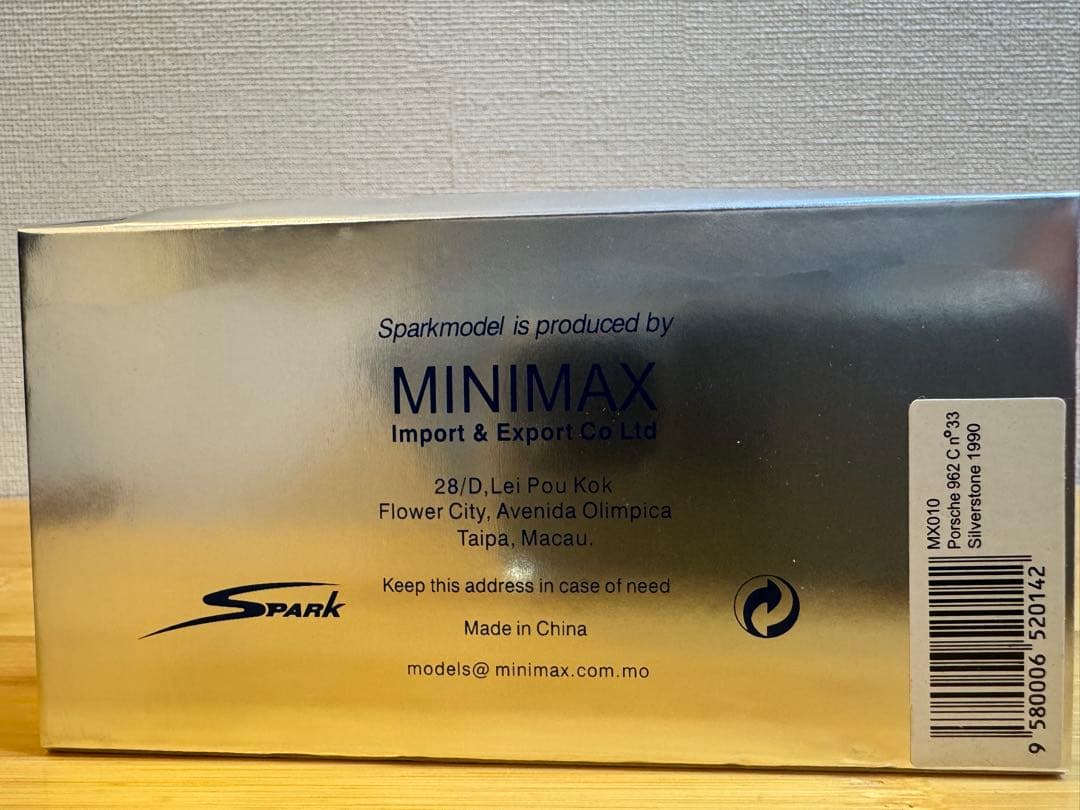 Sparkmodel is produced by
MINIMAX
Import & Export Co Ltd
28/D,Lei Pou Kok
Flower City, Avenida Olimpica
Taipa, Macau.
Keep this address in case of need
Made in China
models@ minimax.com.mo
SPARK
MX010
Porsche 962 C n°33
Silverstone 1990
9 580006 520142